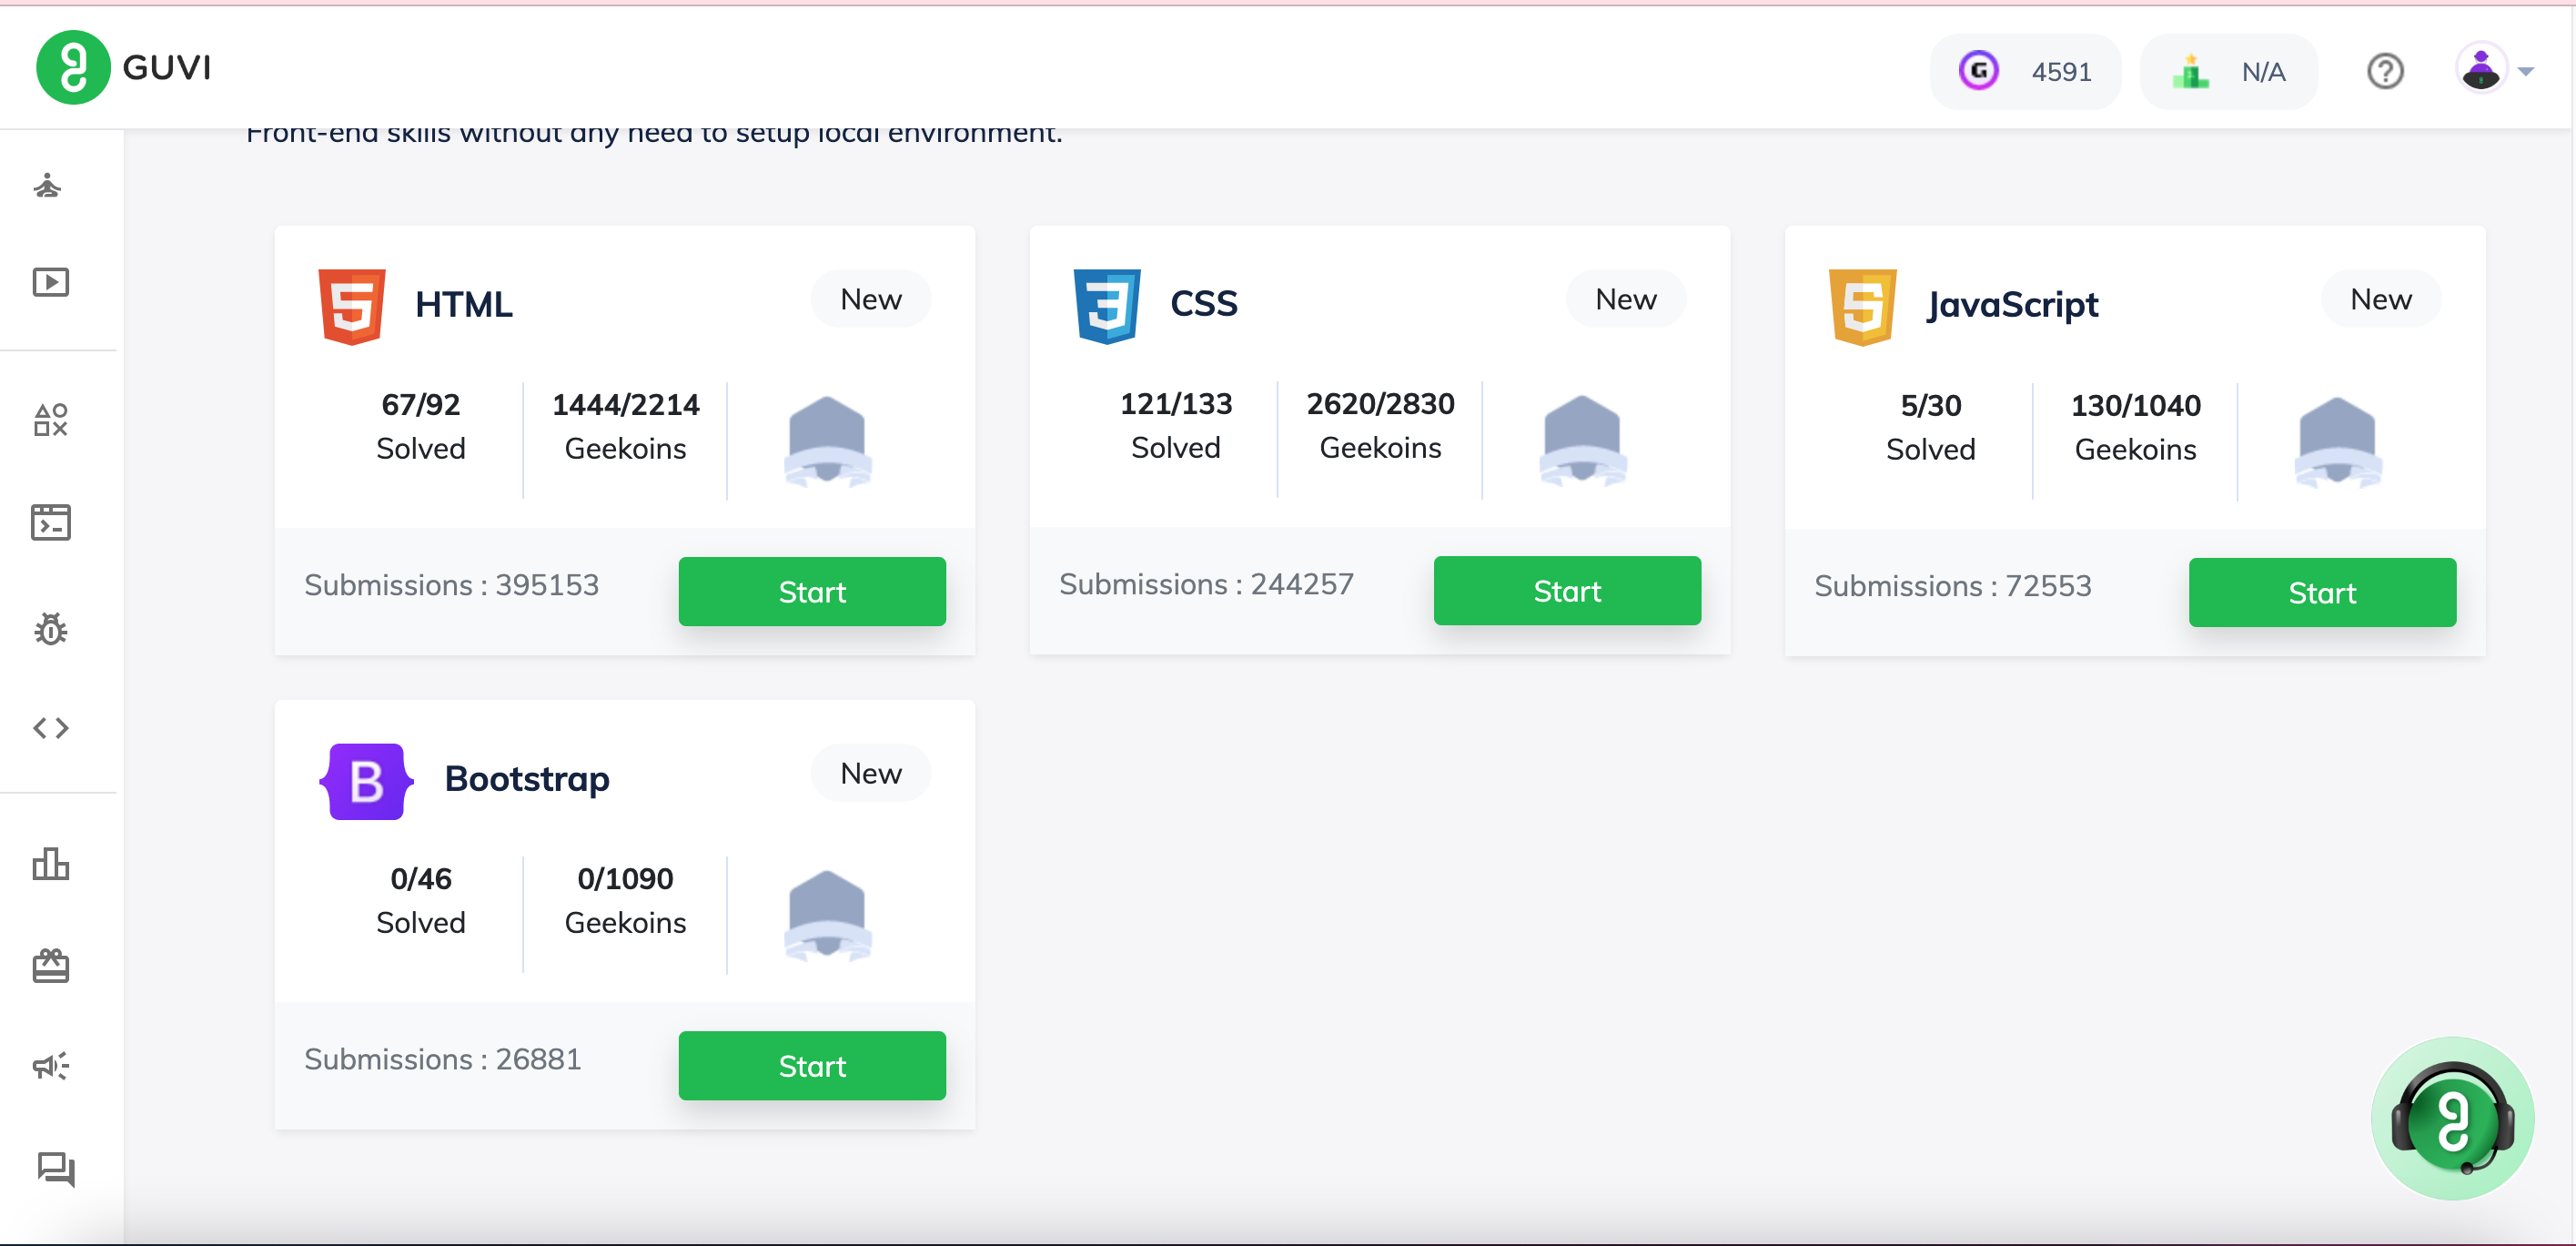 GUVI
4591
N/A
Front-end skills without any need to setup local environment.
HTML
New
67/92
Solved
1444/2214
Geekoins
Submissions : 395153
Start
CSS
New
121/133
Solved
2620/2830
Geekoins
Submissions : 244257
Start
JavaScript
New
5/30
Solved
130/1040
Geekoins
Submissions : 72553
Start
B
Bootstrap
New
0/46
Solved
0/1090
Geekoins
Submissions : 26881
Start